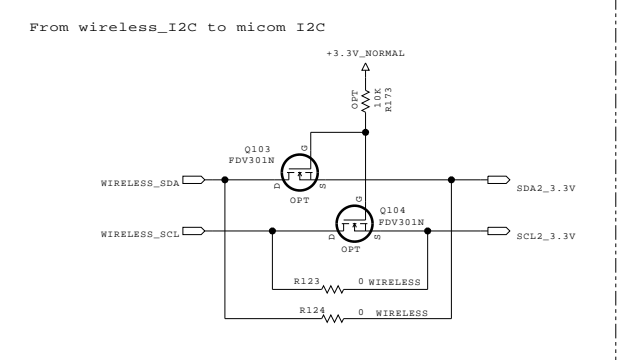 From wireless_I2C to micom I2C
+3.3V_NORMAL
OPT
10K
R173
Q103
FDV301N
G
D
S
OPT
WIRELESS_SDA
SDA2_3.3V
G
Q104
FDV301N
D
S
OPT
WIRELESS_SCL
SCL2_3.3V
R123 0 WIRELESS
R124 0 WIRELESS